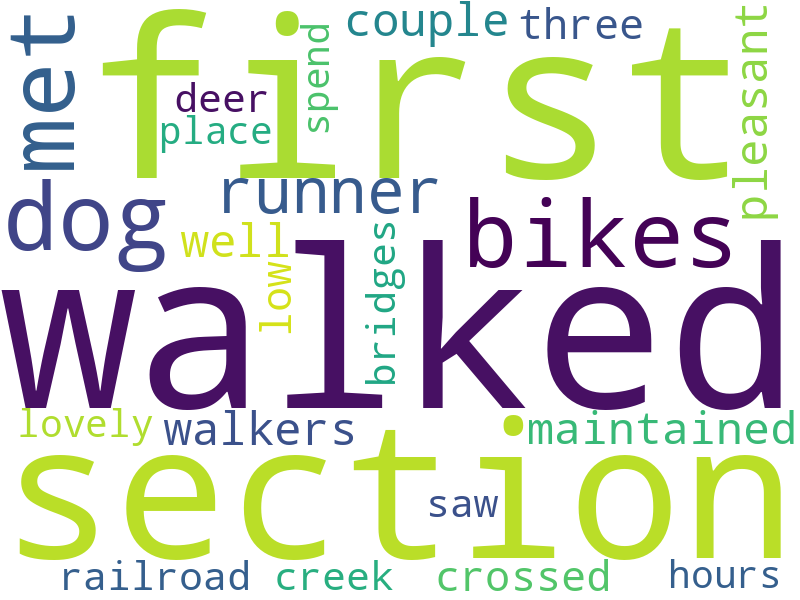 couple three
first
met
spend
pleasant
deer
place
runner
dog
bikes
well
low
bridges
walked
lovely walkers maintained
section
saw
railroad creek crossed hours